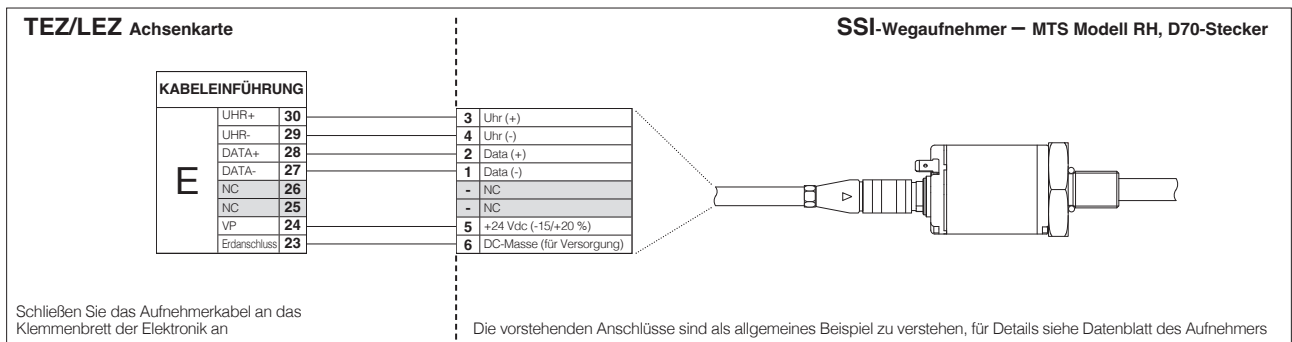 TEZ/LEZ Achsenkarte
SSI-Wegaufnehmer – MTS Modell RH, D70-Stecker
KABELEINFÜHRUNG
E
UHR+ 30
UHR- 29
DATA+ 28
DATA- 27
NC 26
NC 25
VP 24
Erdanschluss 23
3 Uhr (+)
4 Uhr (-)
2 Data (+)
1 Data (-)
- NC
- NC
5 +24 Vdc (-15/+20 %)
6 DC-Masse (für Versorgung)
Schließen Sie das Aufnehmerkabel an das
Klemmenbrett der Elektronik an
Die vorstehenden Anschlüsse sind als allgemeines Beispiel zu verstehen, für Details siehe Datenblatt des Aufnehmers